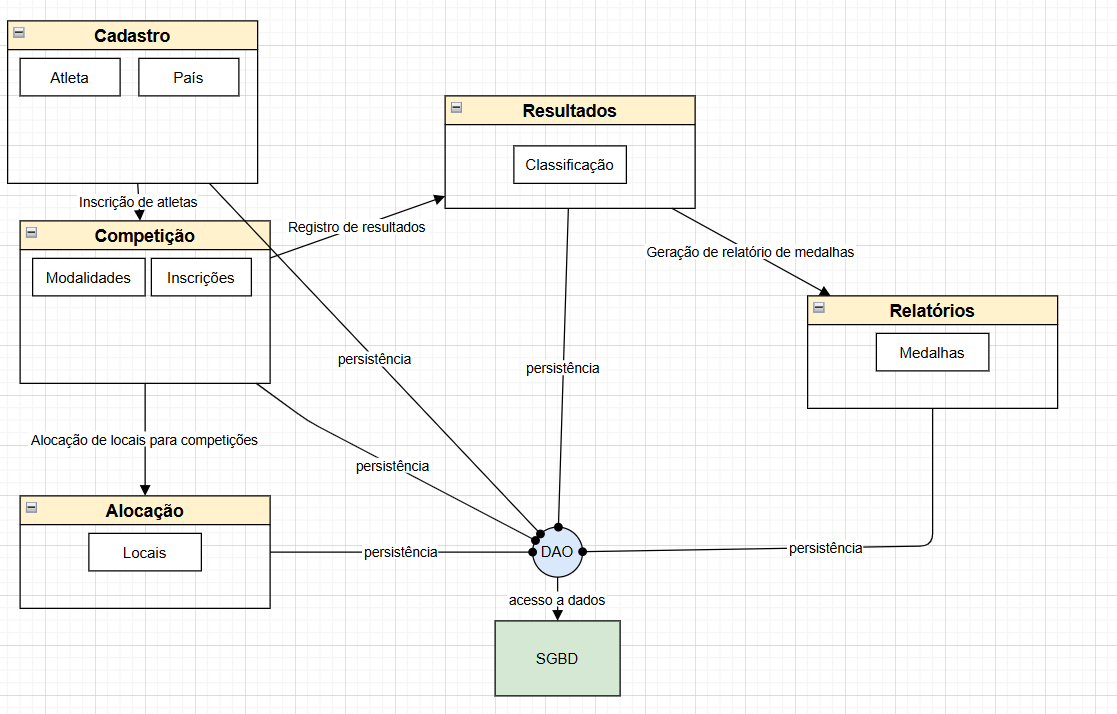 Cadastro
Atleta
País
Resultados
Classificação
Inscrição de atletas
Competição
Modalidades
Inscrições
Registro de resultados
Geração de relatório de medalhas
Relatórios
Medalhas
persistência
persistência
Alocação de locais para competições
persistência
Alocação
Locais
persistência
DAO
persistência
acesso a dados
SGBD